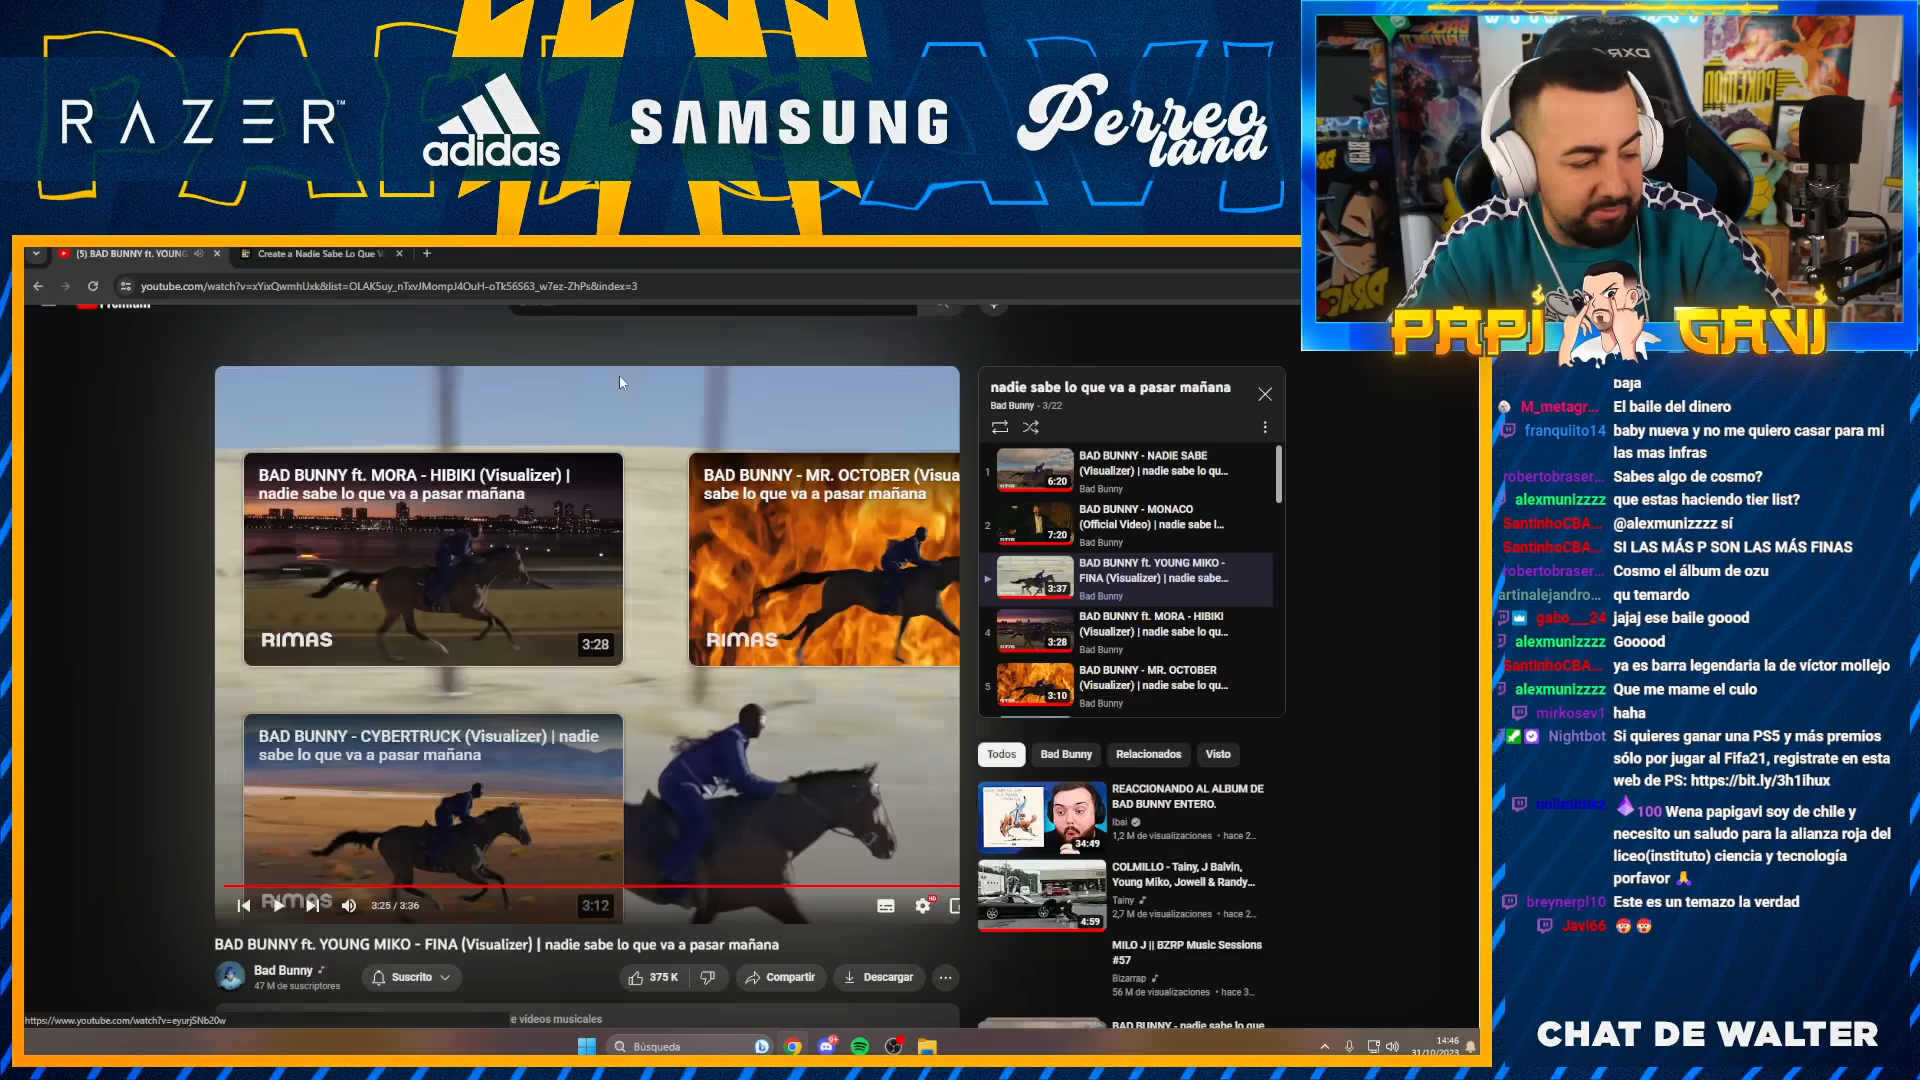 RAZER™
adidas
SAMSUNG
Perreo
land
DXR
POKÉMON
PAPI GAVI
(5) BAD BUNNY ft. YOUNG
Create a Nadie Sabe Lo Que V
youtube.com/watch?v=xYixQwmhUxk&list=OLAK5uy_nTxvJMompJ4OuH-oTk56S63_w7ez-ZhPs&index=3
Premium
BAD BUNNY ft. MORA - HIBIKI (Visualizer) |
nadie sabe lo que va a pasar mañana
RIMAS
3:28
BAD BUNNY - MR. OCTOBER (Visua
sabe lo que va a pasar mañana
RIMAS
BAD BUNNY - CYBERTRUCK (Visualizer) | nadie
sabe lo que va a pasar mañana
RIMAS
3:12
3:25 / 3:36
HD
BAD BUNNY ft. YOUNG MIKO - FINA (Visualizer) | nadie sabe lo que va a pasar mañana
Bad Bunny
47 M de suscriptores
Suscrito
375 K
Compartir
Descargar
e vídeos musicales
https://www.youtube.com/watch?v=eyurjSNb20w
nadie sabe lo que va a pasar mañana
Bad Bunny - 3/22
1
6:20
BAD BUNNY - NADIE SABE
(Visualizer) | nadie sabe lo qu...
Bad Bunny
2
7:20
BAD BUNNY - MONACO
(Official Video) | nadie sabe l...
Bad Bunny
3:37
BAD BUNNY ft. YOUNG MIKO -
FINA (Visualizer) | nadie sabe...
Bad Bunny
4
3:28
BAD BUNNY ft. MORA - HIBIKI
(Visualizer) | nadie sabe lo qu...
Bad Bunny
5
3:10
BAD BUNNY - MR. OCTOBER
(Visualizer) | nadie sabe lo qu...
Bad Bunny
Todos
Bad Bunny
Relacionados
Visto
34:49
REACCIONANDO AL ALBUM DE
BAD BUNNY ENTERO.
Ibai
1,2 M de visualizaciones • hace 2...
4:59
COLMILLO - Tainy, J Balvin,
Young Miko, Jowell & Randy...
Tainy
2,7 M de visualizaciones • hace 2...
MILO J || BZRP Music Sessions
#57
Bizarrap
56 M de visualizaciones • hace 3...
BAD BUNNY - nadie sabe lo que
Búsqueda
14:46
31/10/2023
baja
M_metagr... El baile del dinero
franquiito14 baby nueva y no me quiero casar para mi
las mas infras
robertobraser... Sabes algo de cosmo?
alexmunizzzz que estas haciendo tier list?
SantinhoCBA... @alexmunizzzz sí
SantinhoCBA... SI LAS MÁS P SON LAS MÁS FINAS
robertobraser... Cosmo el álbum de ozu
artinalejandro... qu temardo
gabo___24 jajaj ese baile goood
alexmunizzzz Gooood
SantinhoCBA... ya es barra legendaria la de víctor mollejo
alexmunizzzz Que me mame el culo
mirkosev1 haha
Nightbot Si quieres ganar una PS5 y más premios
sólo por jugar al Fifa21, registrate en esta
web de PS: https://bit.ly/3h1ihux
100 Wena papigavi soy de chile y
necesito un saludo para la alianza roja del
liceo(instituto) ciencia y tecnología
porfavor 🙏
breynerpl10 Este es un temazo la verdad
Javi66
CHAT DE WALTER